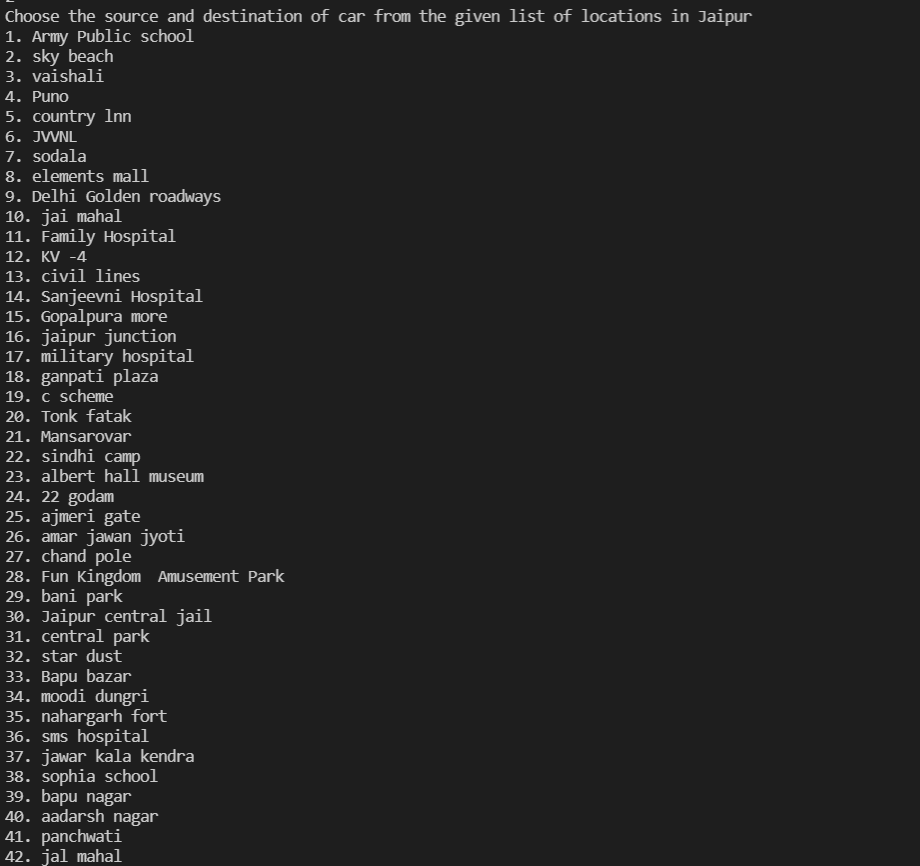 Choose the source and destination of car from the given list of locations in Jaipur
1. Army Public school
2. sky beach
3. vaishali
4. Puno
5. country lnn
6. JVVNL
7. sodala
8. elements mall
9. Delhi Golden roadways
10. jai mahal
11. Family Hospital
12. KV -4
13. civil lines
14. Sanjeevni Hospital
15. Gopalpura more
16. jaipur junction
17. military hospital
18. ganpati plaza
19. c scheme
20. Tonk fatak
21. Mansarovar
22. sindhi camp
23. albert hall museum
24. 22 godam
25. ajmeri gate
26. amar jawan jyoti
27. chand pole
28. Fun Kingdom  Amusement Park
29. bani park
30. Jaipur central jail
31. central park
32. star dust
33. Bapu bazar
34. moodi dungri
35. nahargarh fort
36. sms hospital
37. jawar kala kendra
38. sophia school
39. bapu nagar
40. aadarsh nagar
41. panchwati
42. jal mahal